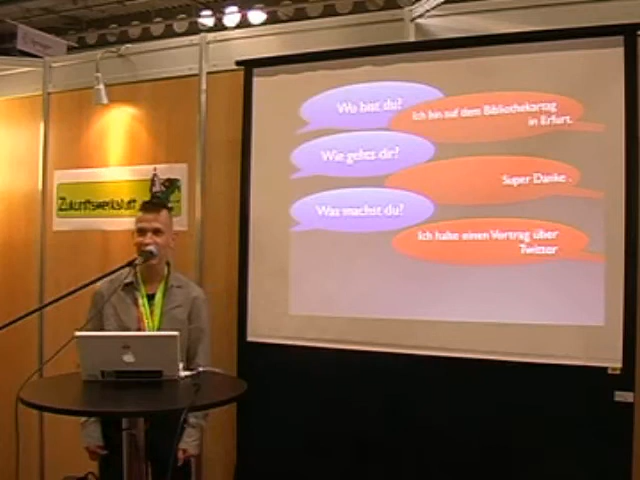 Wo bist du?
Ich bin auf dem Bibliothekartag
in Erfurt.
Wie gehts dir?
Super Danke .
Was machst du?
Ich halte einen Vortrag über
Twitter
Zukunftswerkstatt